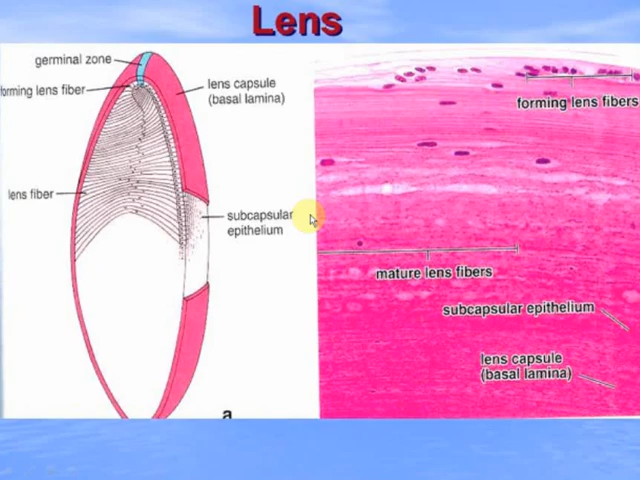 Lens
germinal zone
forming lens fiber
lens capsule
(basal lamina)
lens fiber
subcapsular
epithelium
a
forming lens fibers
mature lens fibers
subcapsular epithelium
lens capsule
(basal lamina)